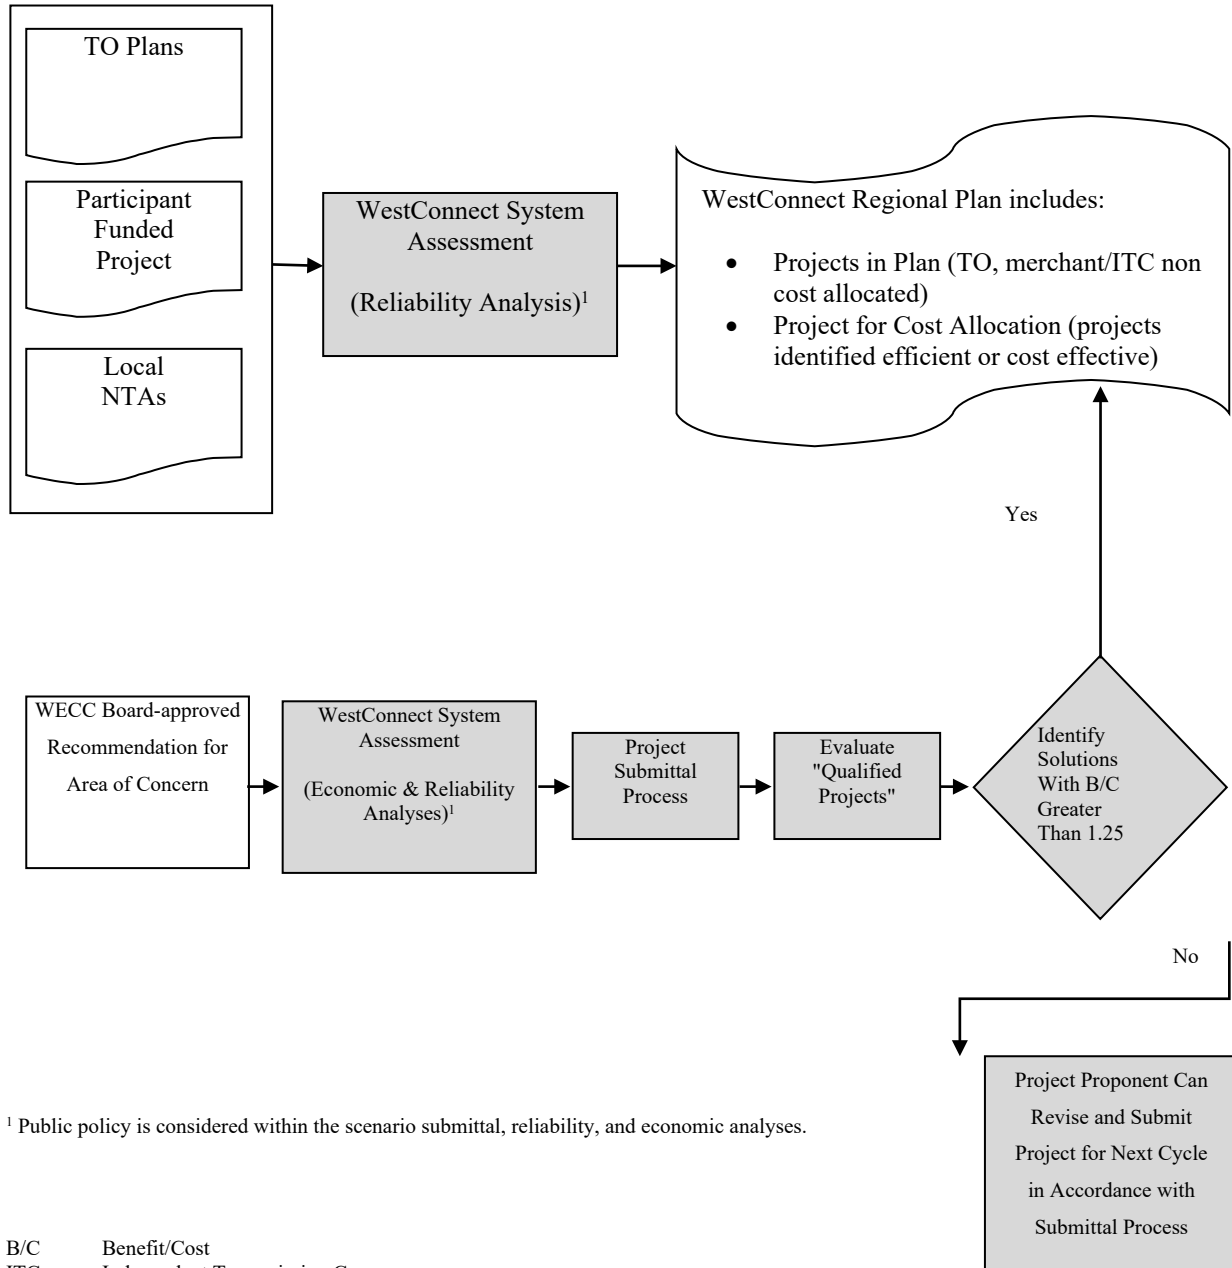 TO Plans
Participant
Funded
Project
Local
NTAs
WestConnect System
Assessment
(Reliability Analysis)¹
WestConnect Regional Plan includes:
• Projects in Plan (TO, merchant/ITC non
cost allocated)
• Project for Cost Allocation (projects
identified efficient or cost effective)
Yes
WECC Board-approved
Recommendation for
Area of Concern
WestConnect System
Assessment
(Economic & Reliability
Analyses)¹
Project
Submittal
Process
Evaluate
"Qualified
Projects"
Identify
Solutions
With B/C
Greater
Than 1.25
No
Project Proponent Can
Revise and Submit
Project for Next Cycle
in Accordance with
Submittal Process
¹ Public policy is considered within the scenario submittal, reliability, and economic analyses.
B/C Benefit/Cost